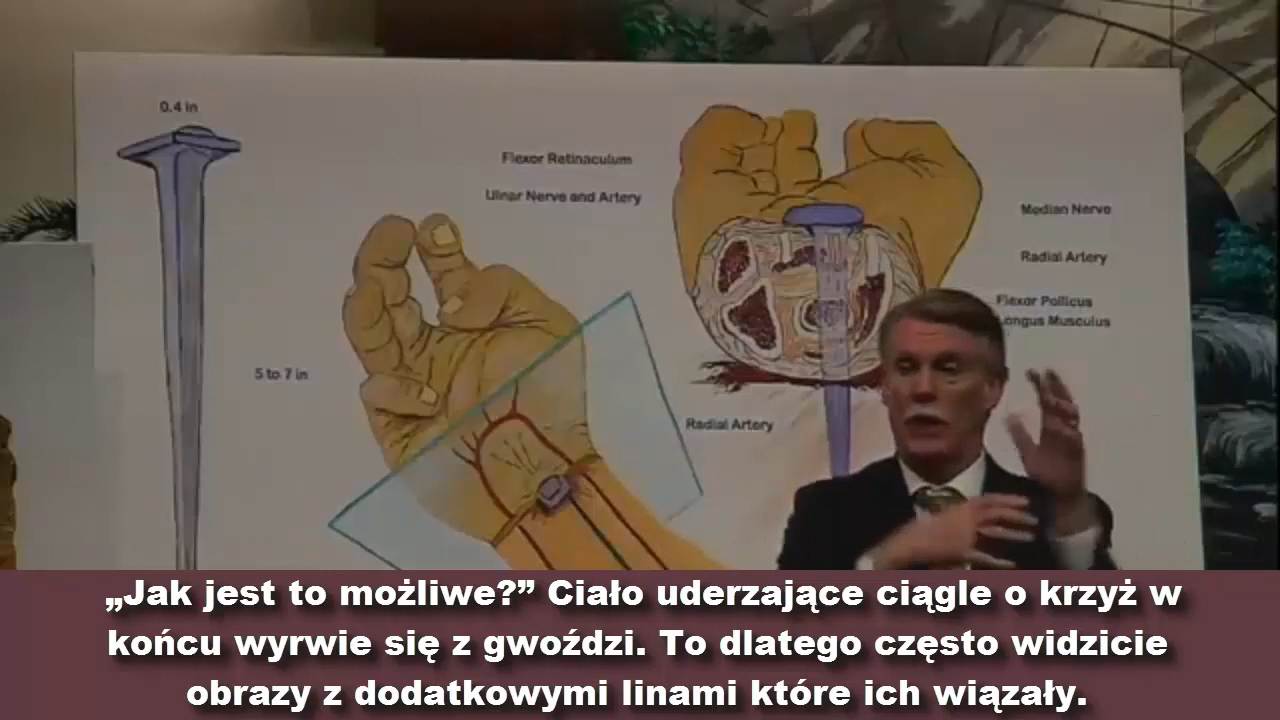 0.4 in
Flexor Retinaculum
Ulnar Nerve and Artery
5 to 7 in
Median Nerve
Radial Artery
Flexor Pollicus
Longus Musculus
Radial Artery
„Jak jest to możliwe?” Ciało uderzające ciągle o krzyż w
końcu wyrwie się z gwoździ. To dlatego często widzicie
obrazy z dodatkowymi linami które ich wiązały.